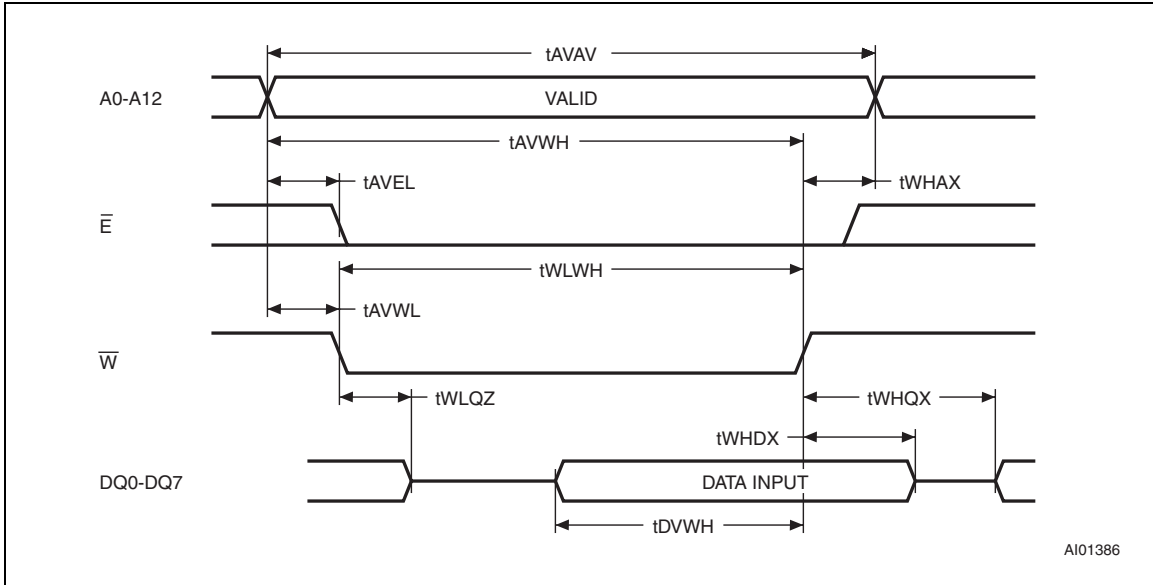 tAVAV
A0-A12
VALID
tAVWH
tAVEL
tWHAX
E̅
tWLWH
tAVWL
W̅
tWLQZ
tWHQX
tWHDX
DQ0-DQ7
DATA INPUT
tDVWH
AI01386